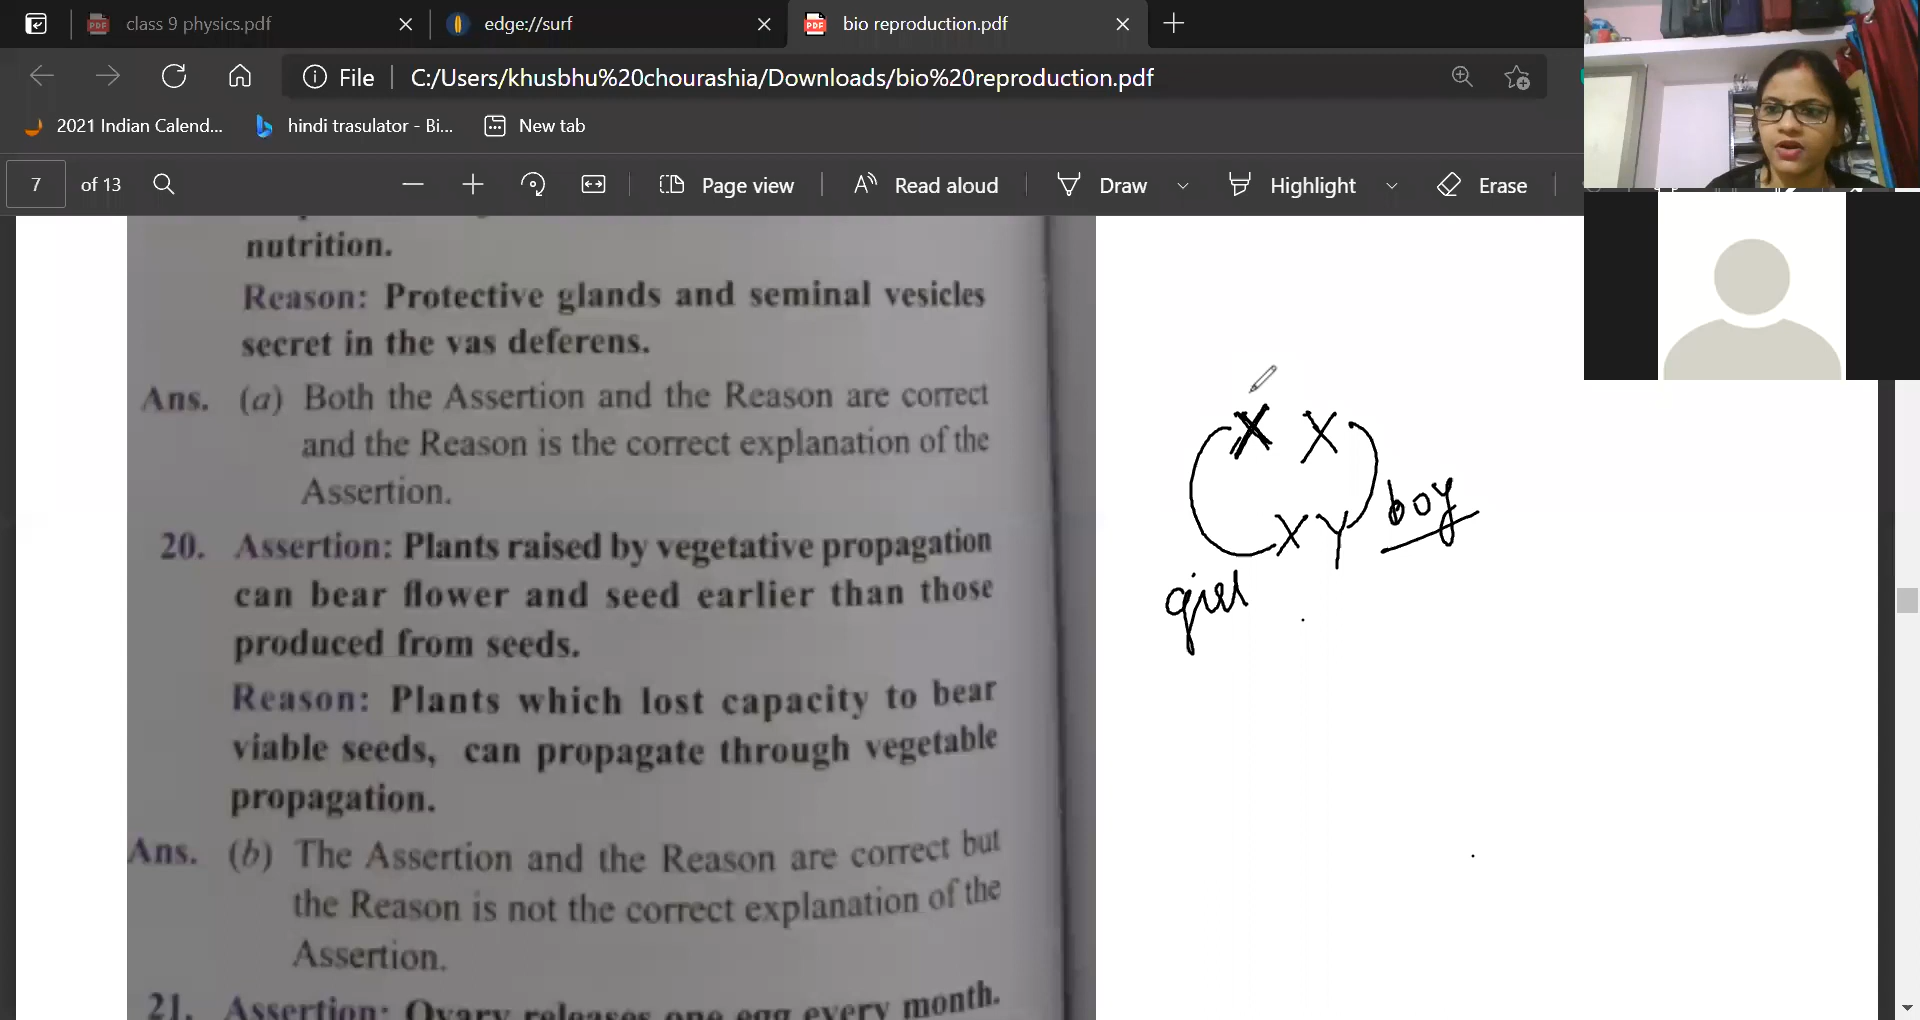 class 9 physics.pdf
edge://surf
bio reproduction.pdf
File
C:/Users/khusbhu%20chourashia/Downloads/bio%20reproduction.pdf
2021 Indian Calend...
hindi trasulator - Bi...
New tab
7 of 13
Page view
Read aloud
Draw
Highlight
Erase
nutrition.
Reason: Protective glands and seminal vesicles
secret in the vas deferens.
Ans. (a) Both the Assertion and the Reason are correct
and the Reason is the correct explanation of the
Assertion.
20. Assertion: Plants raised by vegetative propagation
can bear flower and seed earlier than those
produced from seeds.
Reason: Plants which lost capacity to bear
viable seeds, can propagate through vegetable
propagation.
Ans. (b) The Assertion and the Reason are correct but
the Reason is not the correct explanation of the
Assertion.
21. Assertion: Ovary releases one egg every month.
X X
XY boy
girl